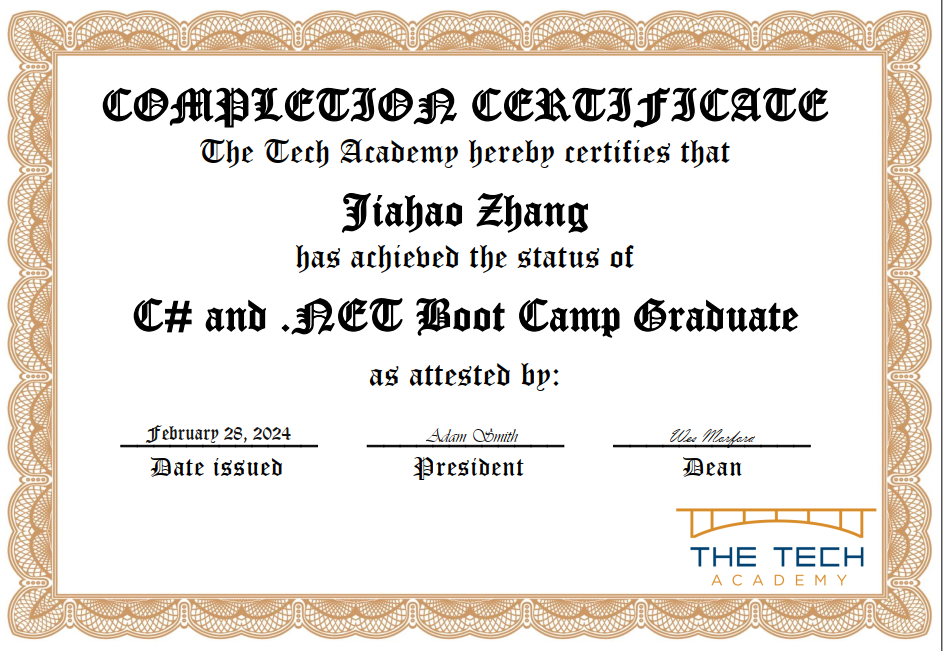 COMPLETION CERTIFICATE
The Tech Academy hereby certifies that
Jiahao Zhang
has achieved the status of
C# and .NET Boot Camp Graduate
as attested by:
February 28, 2024
Adam Smith
Wes Morford
Date issued
President
Dean
THE TECH
ACADEMY